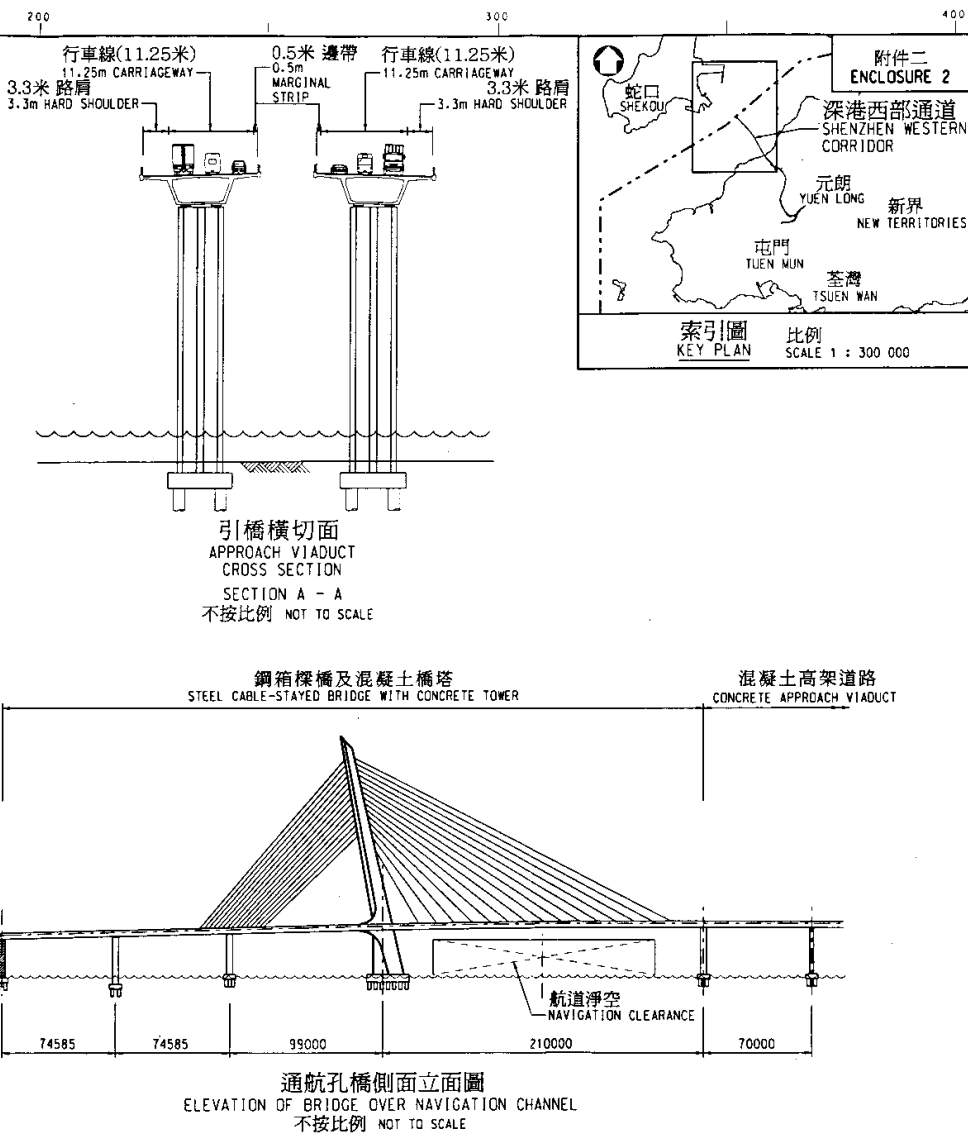 200
300
400
行車線(11.25米)
11.25m CARRIAGEWAY
3.3米 路肩
3.3m HARD SHOULDER
0.5米 邊帶
0.5m
MARGINAL
STRIP
行車線(11.25米)
11.25m CARRIAGEWAY
3.3米 路肩
3.3m HARD SHOULDER
附件二
ENCLOSURE 2
蛇口
SHEKOU
深港西部通道
SHENZHEN WESTERN
CORRIDOR
元朗
YUEN LONG
新界
NEW TERRITORIES
屯門
TUEN MUN
荃灣
TSUEN WAN
索引圖
KEY PLAN
比例
SCALE 1 : 300 000
引橋橫切面
APPROACH VIADUCT
CROSS SECTION
SECTION A - A
不按比例 NOT TO SCALE
鋼箱樑橋及混凝土橋塔
STEEL CABLE-STAYED BRIDGE WITH CONCRETE TOWER
混凝土高架道路
CONCRETE APPROACH VIADUCT
航道淨空
NAVIGATION CLEARANCE
74585
74585
99000
210000
70000
通航孔橋側面立面圖
ELEVATION OF BRIDGE OVER NAVIGATION CHANNEL
不按比例 NOT TO SCALE